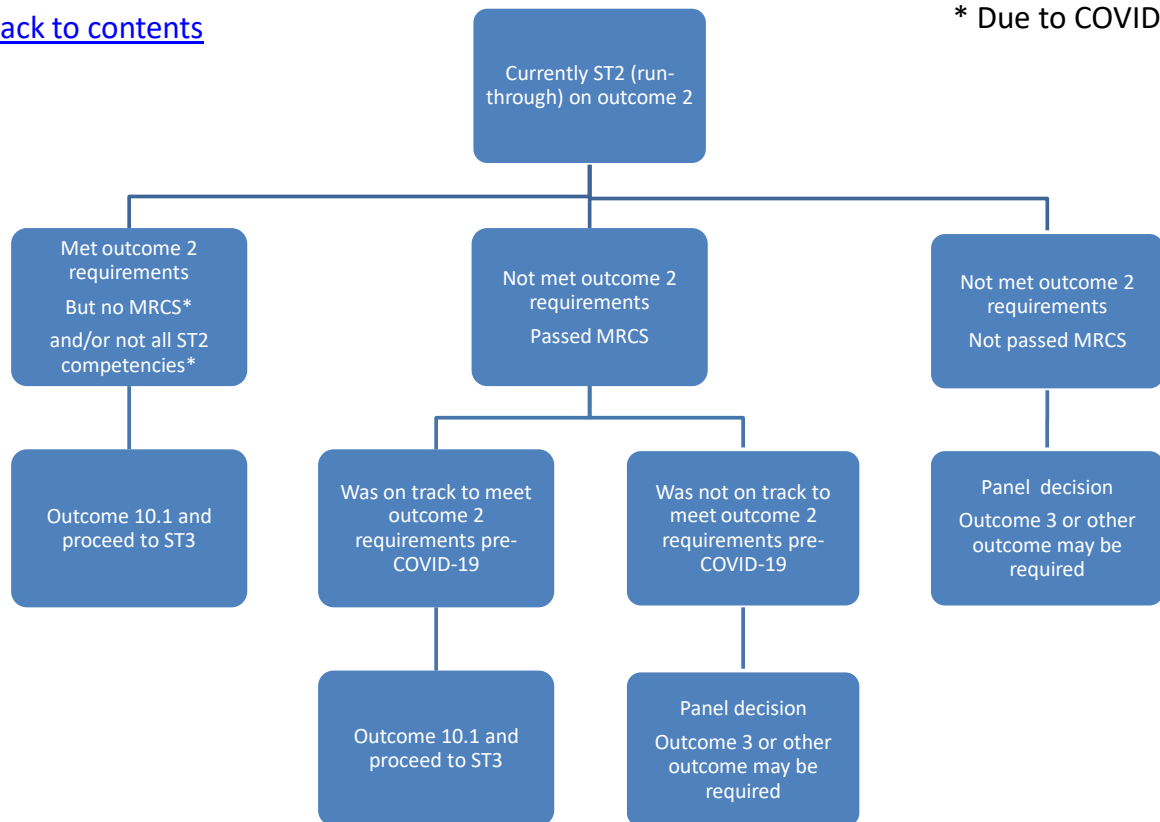 ack to contents
* Due to COVID
Currently ST2 (run-
through) on outcome 2
Met outcome 2
requirements
But no MRCS*
and/or not all ST2
competencies*
Not met outcome 2
requirements
Passed MRCS
Not met outcome 2
requirements
Not passed MRCS
Outcome 10.1 and
proceed to ST3
Was on track to meet
outcome 2
requirements pre-
COVID-19
Was not on track to
meet outcome 2
requirements pre-
COVID-19
Panel decision
Outcome 3 or other
outcome may be
required
Outcome 10.1 and
proceed to ST3
Panel decision
Outcome 3 or other
outcome may be
required